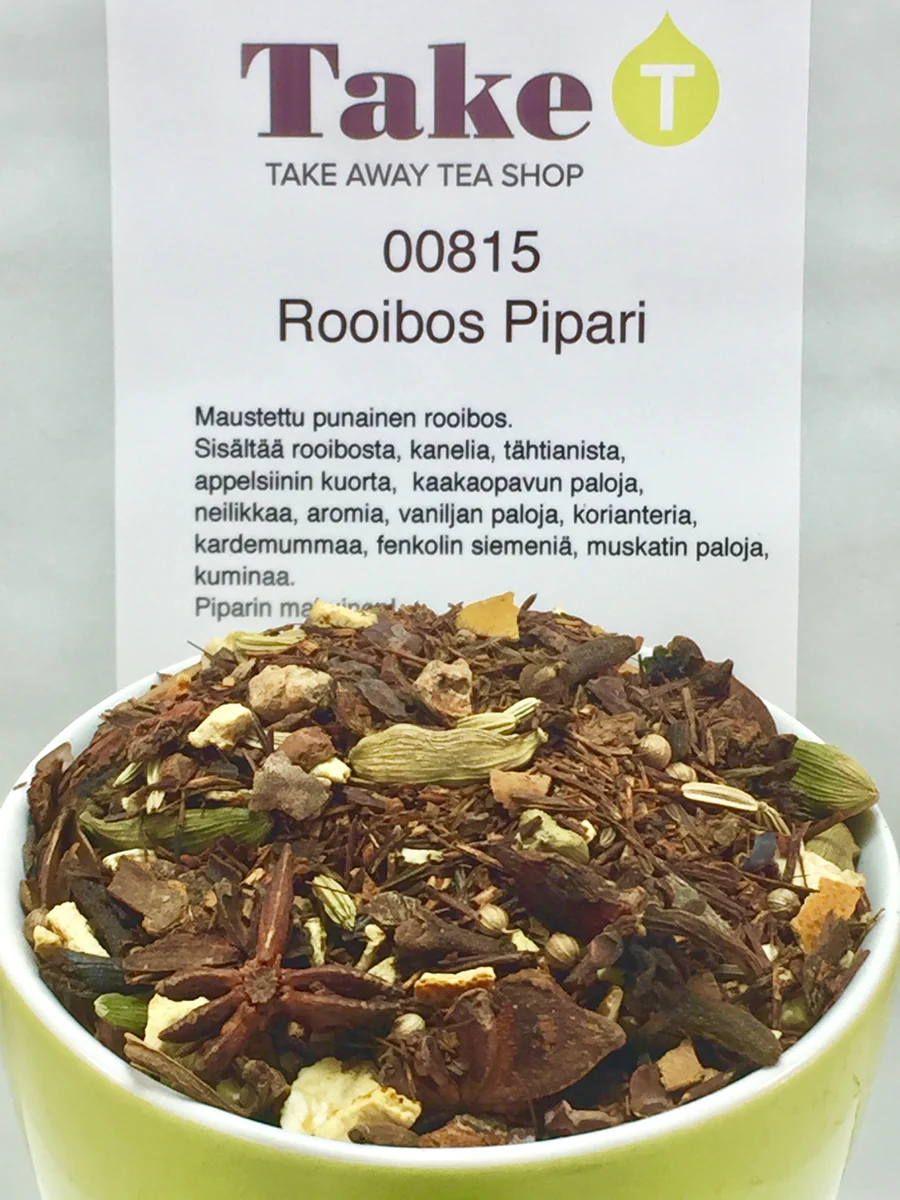 Take T
TAKE AWAY TEA SHOP
00815
Rooibos Pipari
Maustettu punainen rooibos.
Sisältää rooibosta, kanelia, tähtianista,
appelsiinin kuorta,  kaakaopavun paloja,
neilikkaa, aromia, vaniljan paloja, korianteria,
kardemummaa, fenkolin siemeniä, muskatin paloja,
kuminaa.
Piparin